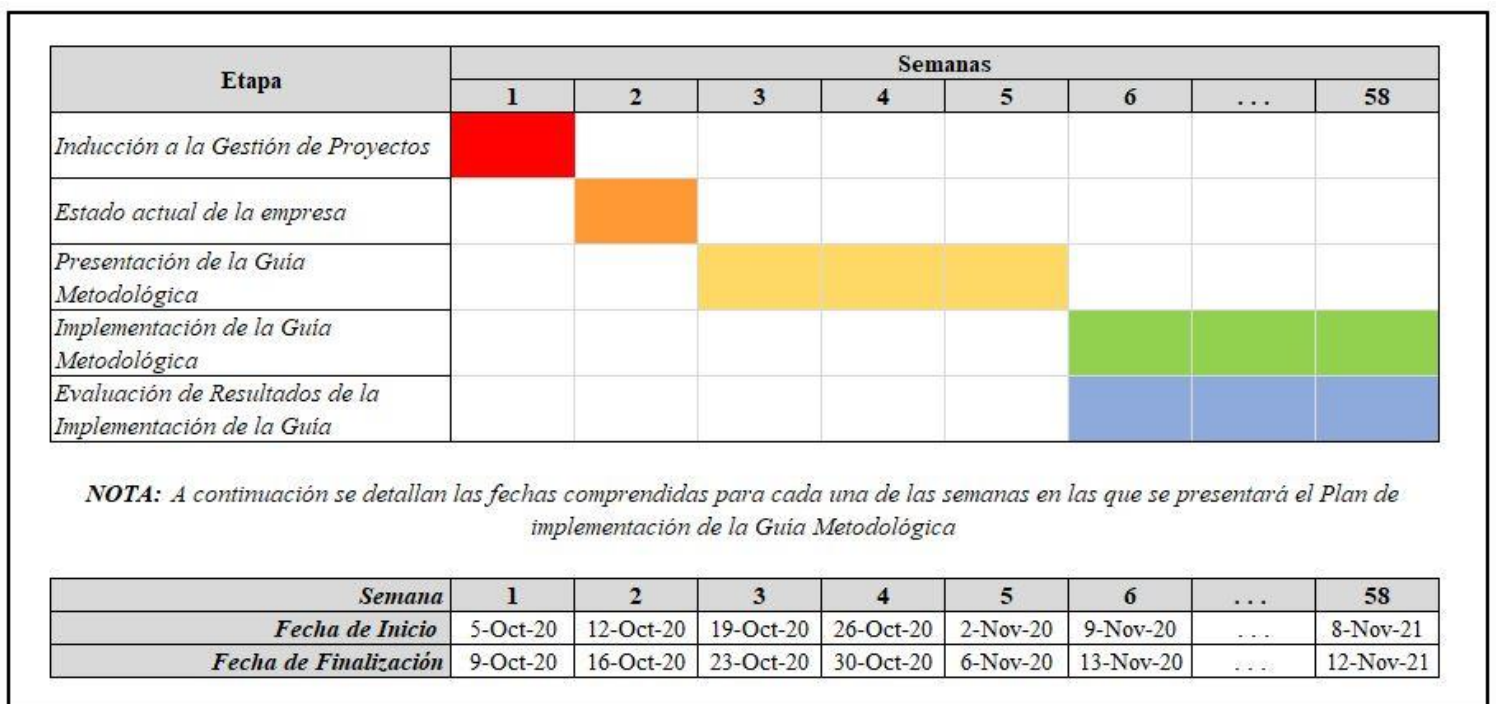 Etapa
Semanas
1 2 3 4 5 6 . . . 58
Inducción a la Gestión de Proyectos
Estado actual de la empresa
Presentación de la Guía
Metodológica
Implementación de la Guía
Metodológica
Evaluación de Resultados de la
Implementación de la Guía
NOTA: A continuación se detallan las fechas comprendidas para cada una de las semanas en las que se presentará el Plan de
implementación de la Guía Metodológica
Semana 1 2 3 4 5 6 . . . 58
Fecha de Inicio 5-Oct-20 12-Oct-20 19-Oct-20 26-Oct-20 2-Nov-20 9-Nov-20 . . . 8-Nov-21
Fecha de Finalización 9-Oct-20 16-Oct-20 23-Oct-20 30-Oct-20 6-Nov-20 13-Nov-20 . . . 12-Nov-21